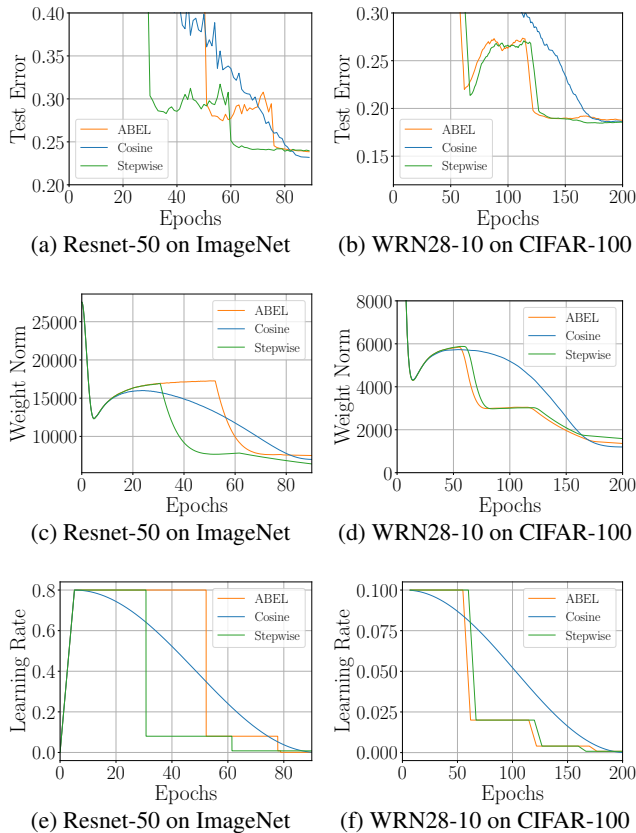 0.40
0.35
0.30
0.25
0.20
Test Error
ABEL
Cosine
Stepwise
0 20 40 60 80
Epochs
(a) Resnet-50 on ImageNet
0.30
0.25
0.20
0.15
Test Error
ABEL
Cosine
Stepwise
0 50 100 150 200
Epochs
(b) WRN28-10 on CIFAR-100
25000
20000
15000
10000
Weight Norm
ABEL
Cosine
Stepwise
0 20 40 60 80
Epochs
(c) Resnet-50 on ImageNet
8000
6000
4000
2000
0
Weight Norm
ABEL
Cosine
Stepwise
0 50 100 150 200
Epochs
(d) WRN28-10 on CIFAR-100
0.8
0.6
0.4
0.2
0.0
Learning Rate
ABEL
Cosine
Stepwise
0 20 40 60 80
Epochs
(e) Resnet-50 on ImageNet
0.100
0.075
0.050
0.025
0.000
Learning Rate
ABEL
Cosine
Stepwise
0 50 100 150 200
Epochs
(f) WRN28-10 on CIFAR-100